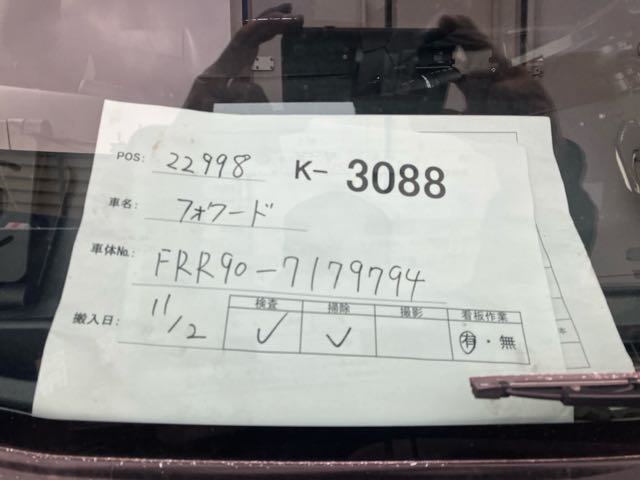 POS: 22998 K- 3088
車名: フォワード
車体No.: FRR90-7179794
搬入日: 11/2
検査 掃除 撮影 看板作業
✓ ✓ 有・無
本